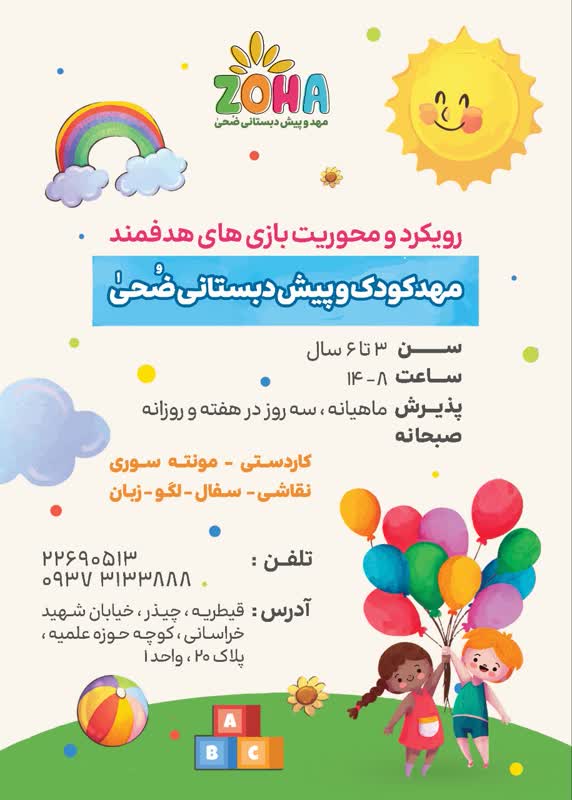 ZOHA
مهد و پیش دبستانی ضحیٰ
رویکرد و محوریت بازی های هدفمند
مهدکودک و پیش دبستانی ضُحیٰ
ســــن ۳ تا ۶ سال
ساعت ۸-۱۴
پذیرش ماهیانه ، سه روز در هفته و روزانه
صبحانه
کاردستی - مونته سوری
نقاشی - سفال - لگو - زبان
تلفن : ۲۲۶۹۰۵۱۳
۰۹۳۷ ۳۱۳۳۸۸۸
آدرس : قیطریه ، چیذر ، خیابان شهید
خراسانی ، کوچه حوزه علمیه ،
پلاک ۲۰ ، واحد ۱
A
B C